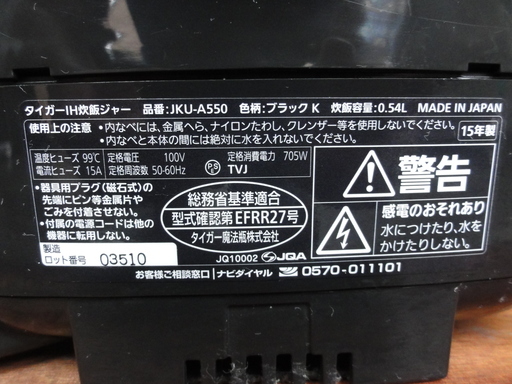 タイガーIH炊飯ジャー 品番:JKU-A550 色柄:ブラック K 炊飯容量:0.54L MADE IN JAPAN
使用上の注意 ・内なべには、金属へら、ナイロンたわし、クレンザー等を使用しないでください。
・内なべと本体の間には絶対に異物を入れないでください。
15年製
温度ヒューズ 99℃ 定格電圧 100V 定格消費電力 705W
電流ヒューズ 15A 定格周波数 50-60Hz PSE TVJ
・器具用プラグ(磁石式)の
先端にピン等金属片や
ごみを付着させない。
・付属の電源コードは他の
機器に転用しない。
製造
ロット番号 03510
総務省基準適合
型式確認第EFRR27号
タイガー魔法瓶株式会社
JQ10002 JQA
警告
感電のおそれあり
水につけたり、水を
かけたりしない。
お客様ご相談窓口 ナビダイヤル 0570-011101